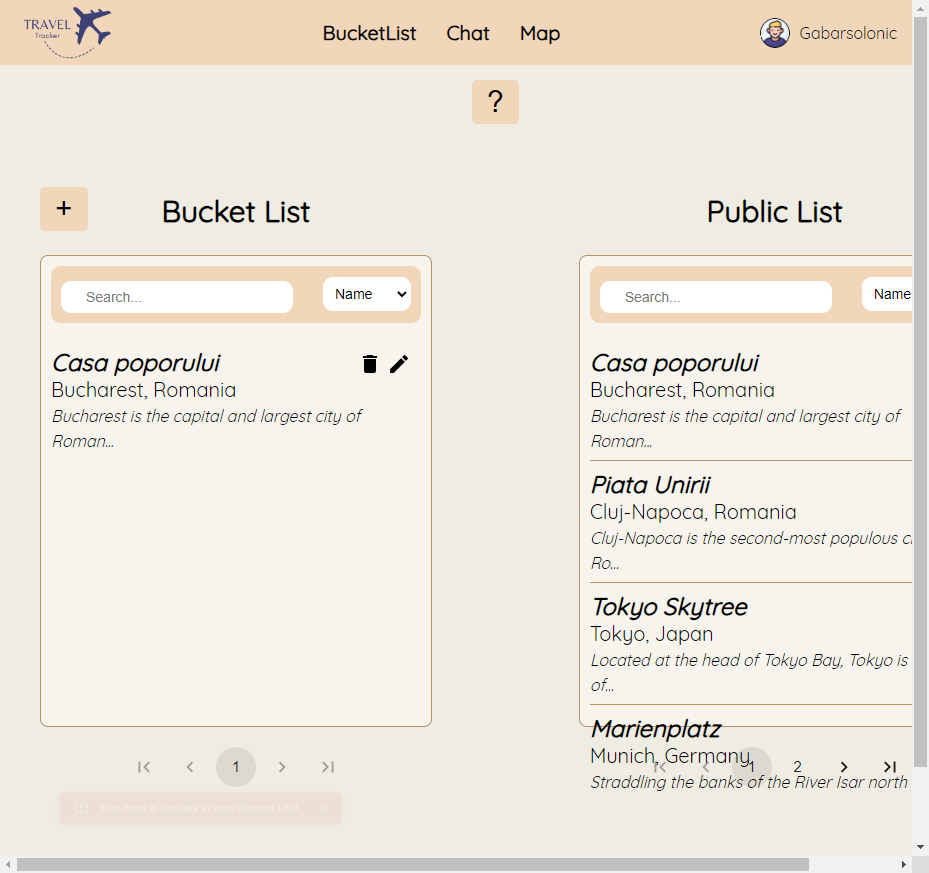 TRAVEL
Tracker
BucketList
Chat
Map
Gabarsolonic
?
+
Bucket List
Search...
Name
Casa poporului
Bucharest, Romania
Bucharest is the capital and largest city of
Roman...
1
This item is already in your Bucket List!
Public List
Search...
Name
Casa poporului
Bucharest, Romania
Bucharest is the capital and largest city of
Roman...
Piata Unirii
Cluj-Napoca, Romania
Cluj-Napoca is the second-most populous
Ro...
Tokyo Skytree
Tokyo, Japan
Located at the head of Tokyo Bay, Tokyo is
of...
Marienplatz
Munich, Germany
Straddling the banks of the River Isar north
1
2